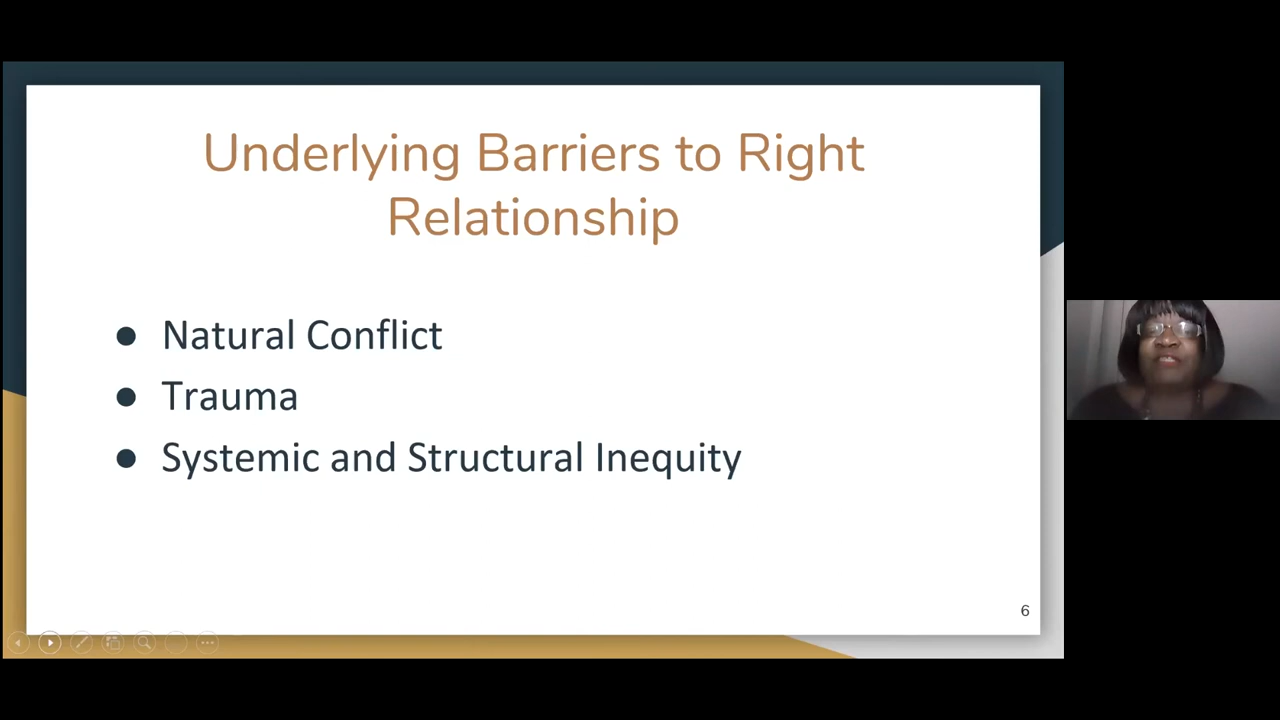 Underlying Barriers to Right
Relationship
● Natural Conflict
● Trauma
● Systemic and Structural Inequity
6